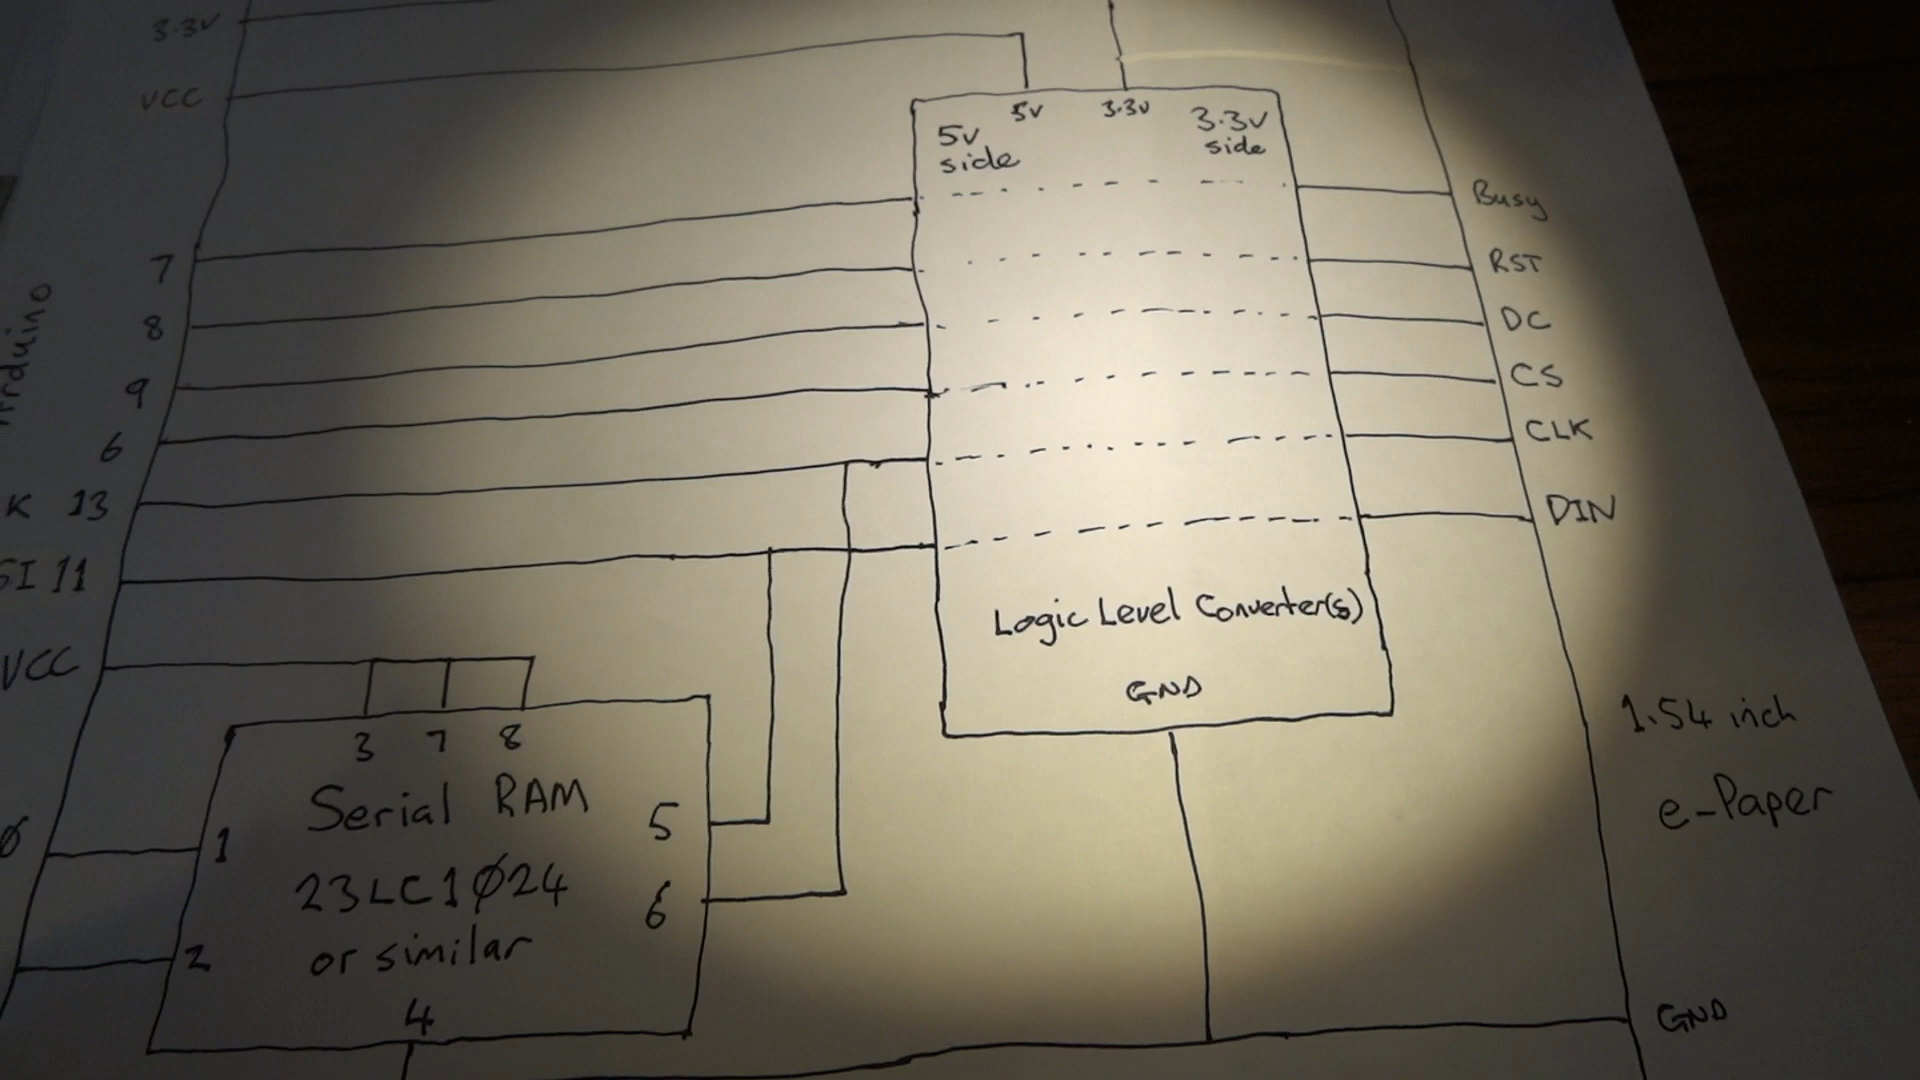 3.3V
VCC
5V
3.3V
5V
side
3.3V
side
Busy
7
RST
8
DC
9
CS
6
CLK
K 13
DIN
SI 11
Arduino
Logic Level Converter(s)
GND
VCC
3 7 8
Serial RAM
23LC1Ø24
or similar
1
2
4
5
6
Ø
1.54 inch
e-Paper
GND